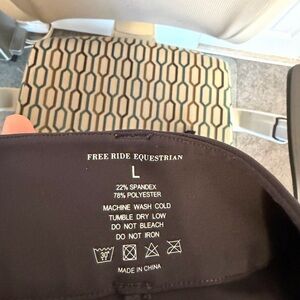 FREE RIDE EQUESTRIAN
L
22% SPANDEX
78% POLYESTER
MACHINE WASH COLD
TUMBLE DRY LOW
DO NOT BLEACH
DO NOT IRON
30°
MADE IN CHINA